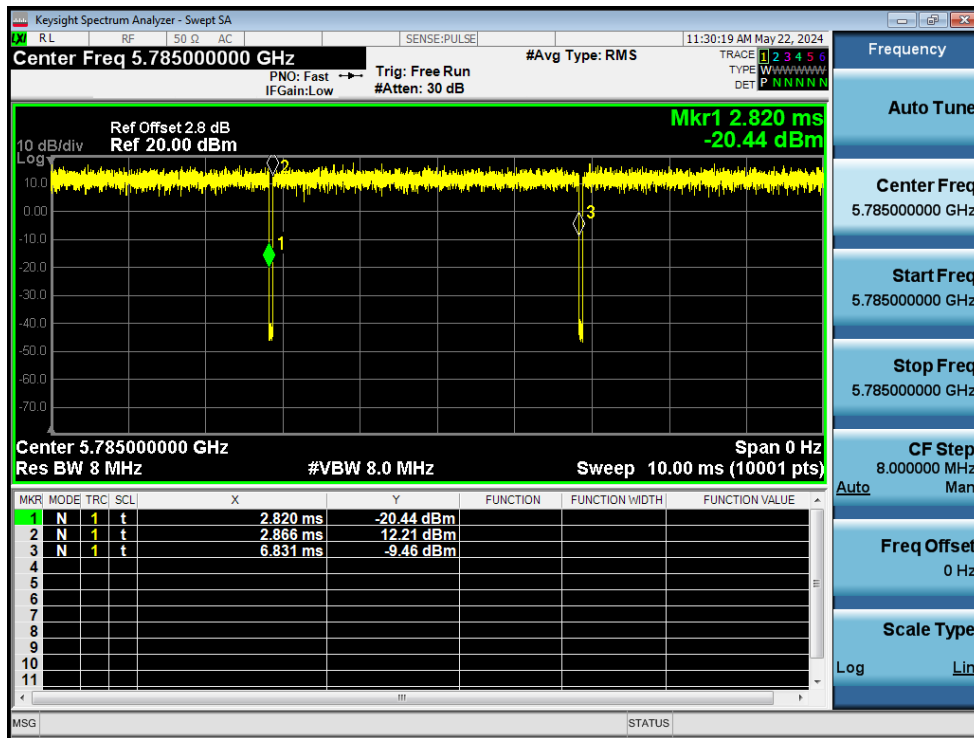 Keysight Spectrum Analyzer - Swept SA
LXI RL RF 50 Ω AC SENSE:PULSE 11:30:19 AM May 22, 2024
Center Freq 5.785000000 GHz #Avg Type: RMS TRACE 1 2 3 4 5 6
PNO: Fast Trig: Free Run TYPE WWWWWW
IFGain:Low #Atten: 30 dB DET P N N N N N
Mkr1 2.820 ms
-20.44 dBm
Ref Offset 2.8 dB
10 dB/div Ref 20.00 dBm
Log
2
10.0
0.00
3
-10.0
1
-20.0
-30.0
-40.0
-50.0
-60.0
-70.0
Center 5.785000000 GHz Span 0 Hz
Res BW 8 MHz #VBW 8.0 MHz Sweep 10.00 ms (10001 pts)
MKR MODE TRC SCL X Y FUNCTION FUNCTION WIDTH FUNCTION VALUE
1 N 1 t 2.820 ms -20.44 dBm
2 N 1 t 2.866 ms 12.21 dBm
3 N 1 t 6.831 ms -9.46 dBm
4
5
6
7
8
9
10
11
MSG STATUS
Frequency
Auto Tune
Center Freq
5.785000000 GHz
Start Freq
5.785000000 GHz
Stop Freq
5.785000000 GHz
CF Step
8.000000 MHz
Auto Man
Freq Offset
0 Hz
Scale Type
Log Lin